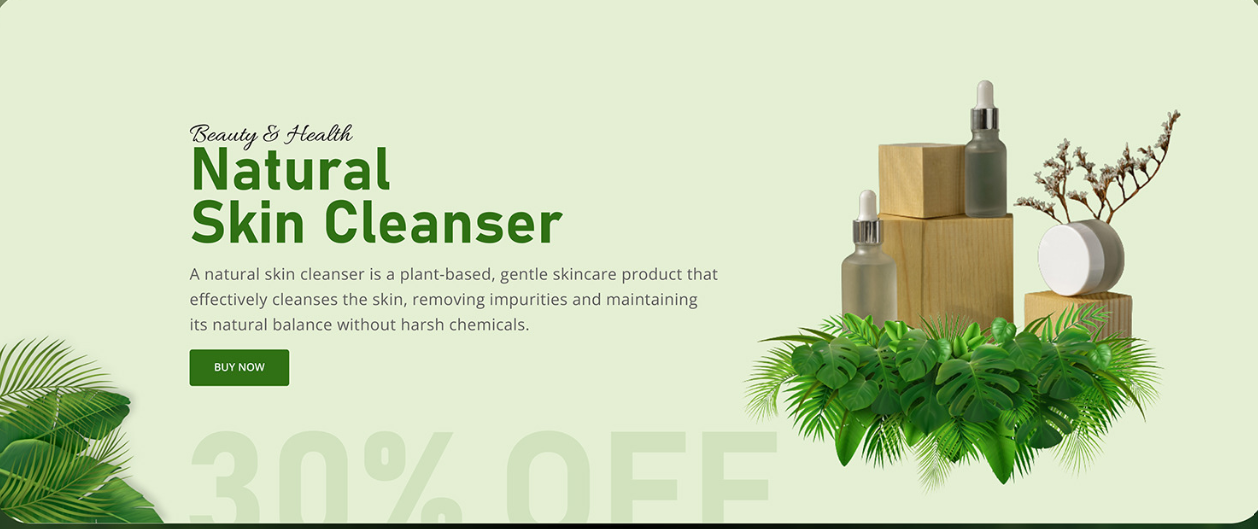 Beauty & Health
Natural
Skin Cleanser
A natural skin cleanser is a plant-based, gentle skincare product that
effectively cleanses the skin, removing impurities and maintaining
its natural balance without harsh chemicals.
BUY NOW
30% OFF